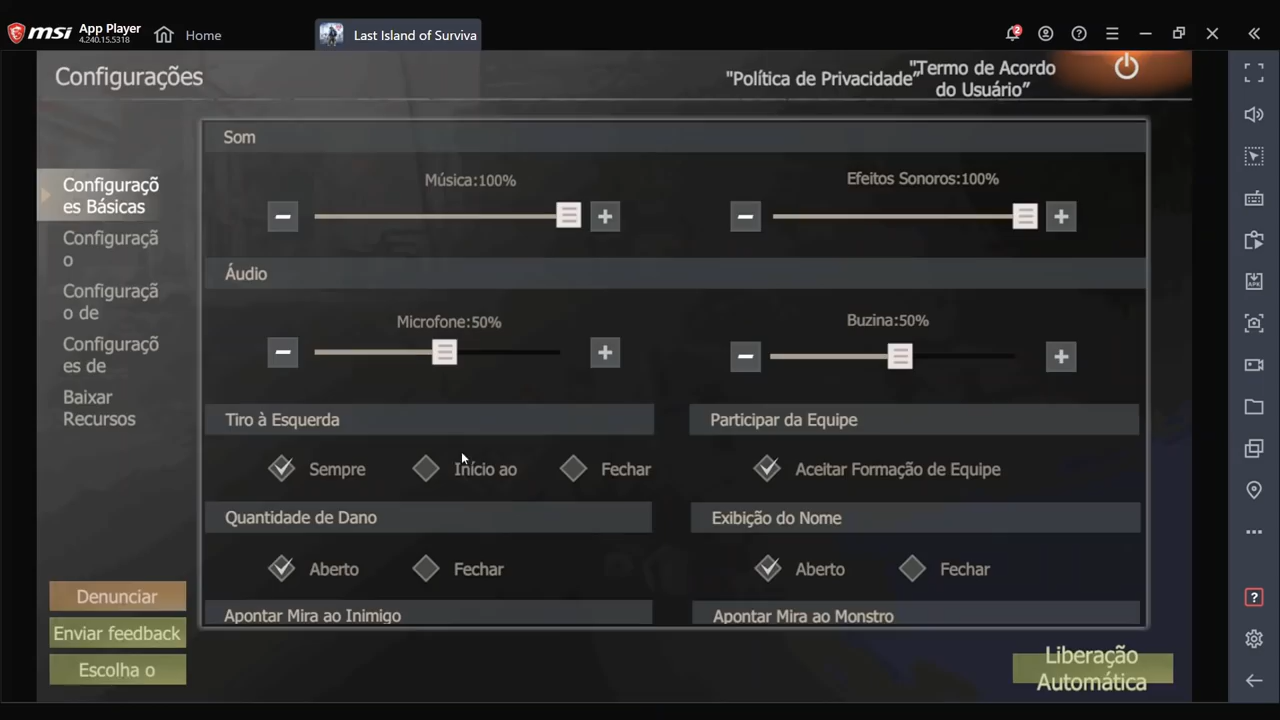 msi App Player
4.240.15.5318
Home
Last Island of Surviva
2
Configurações
"Política de Privacidade"
"Termo de Acordo
do Usuário"
Configuraçõ
es Básicas
Configuraçã
o
Configuraçã
o de
Configuraçõ
es de
Baixar
Recursos
Som
Música:100%
Efeitos Sonoros:100%
Áudio
Microfone:50%
Buzina:50%
Tiro à Esquerda
Participar da Equipe
Sempre
Início ao
Fechar
Aceitar Formação de Equipe
Quantidade de Dano
Exibição do Nome
Aberto
Fechar
Aberto
Fechar
Apontar Mira ao Inimigo
Apontar Mira ao Monstro
Denunciar
Enviar feedback
Escolha o
Liberação
Automática
APK